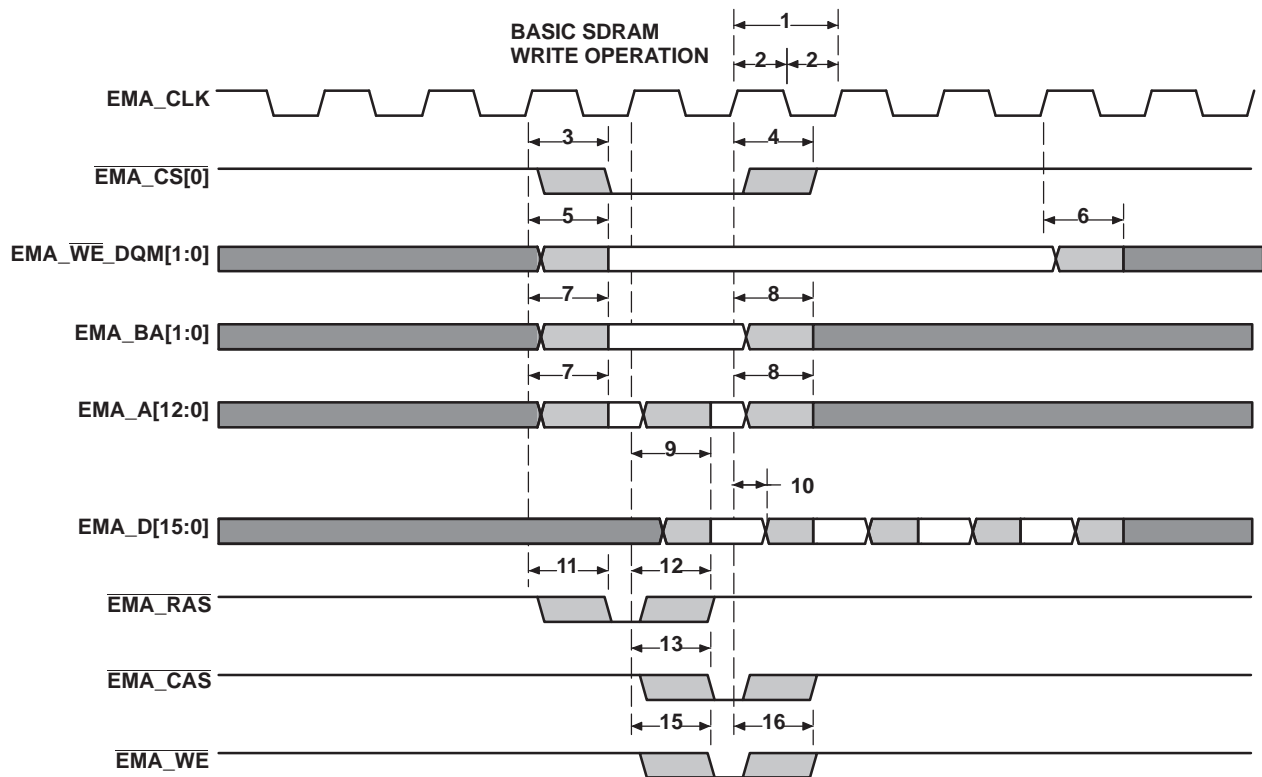 BASIC SDRAM
WRITE OPERATION
1
2 2
EMA_CLK
3 4
EMA_CS[0]
5 6
EMA_WE_DQM[1:0]
7 8
EMA_BA[1:0]
7 8
EMA_A[12:0]
9
10
EMA_D[15:0]
11 12
EMA_RAS
13
EMA_CAS
15 16
EMA_WE